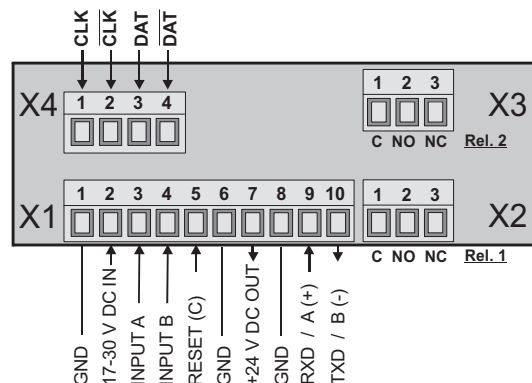 CLK CLK DAT DAT
X4 1 2 3 4
1 2 3 X3
C NO NC Rel. 2
X1 1 2 3 4 5 6 7 8 9 10
1 2 3 X2
C NO NC Rel. 1
GND
17-30 V DC IN
INPUT A
INPUT B
RESET (C)
GND
+24 V DC OUT
GND
RXD / A (+)
TXD / B (-)